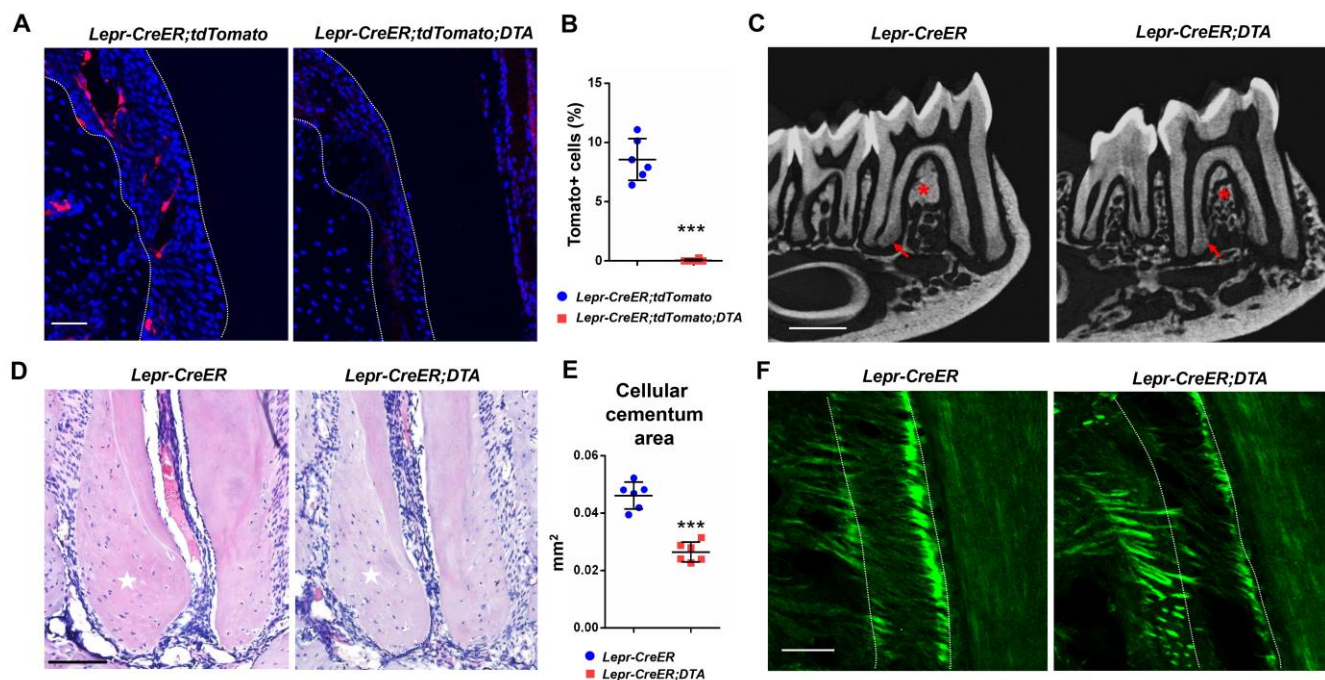 A
Lepr-CreER;tdTomato
Lepr-CreER;tdTomato;DTA
B
Tomato+ cells (%)
15
10
5
0
***
Lepr-CreER;tdTomato
Lepr-CreER;tdTomato;DTA
C
Lepr-CreER
Lepr-CreER;DTA
*
*
D
Lepr-CreER
Lepr-CreER;DTA
E
Cellular
cementum
area
mm²
0.06
0.04
0.02
0.00
***
Lepr-CreER
Lepr-CreER;DTA
F
Lepr-CreER
Lepr-CreER;DTA